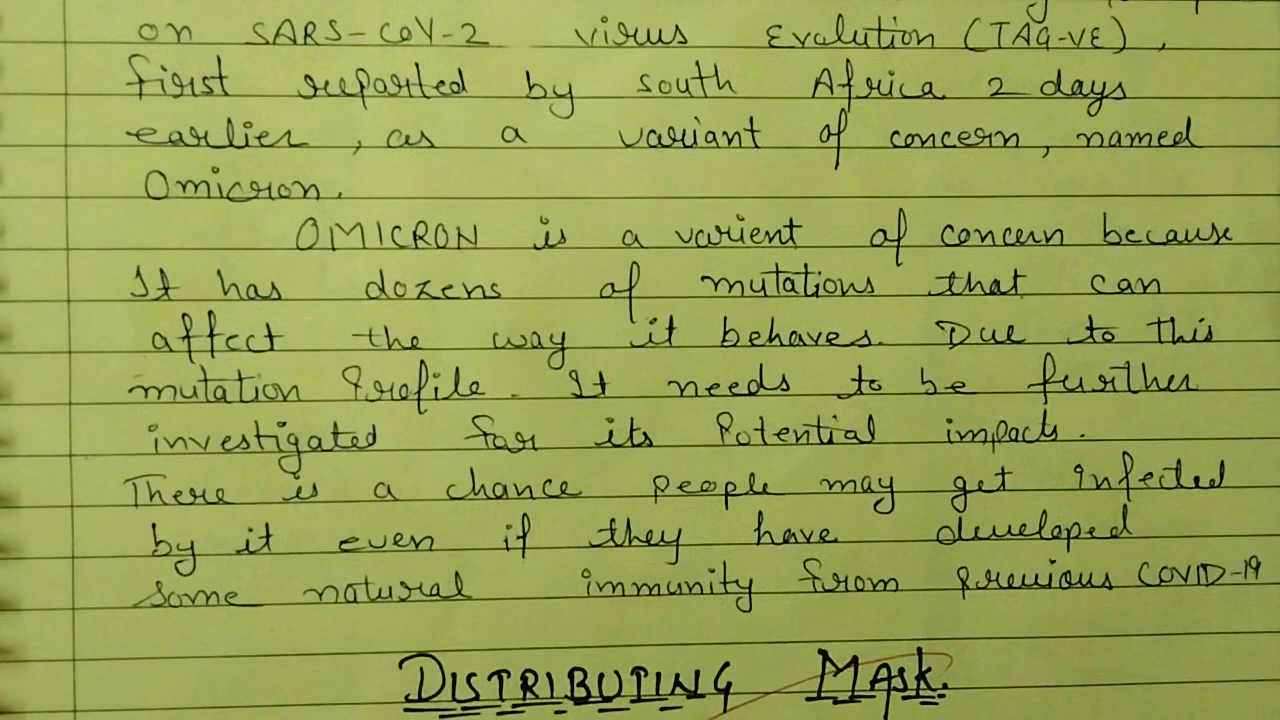 on SARS-CoV-2 virus Evalution (TAG-VE),
first reported by south Africa 2 days
earlier, as a variant of concern, named
Omicron.
OMICRON is a varient of concern because
It has dozens of mutations that can
affect the way it behaves. Due to this
mutation Profile. It needs to be further
investigated for its Potential impacts.
There is a chance people may get infected
by it even if they have developed
some natural immunity from previous COVID-19
DISTRIBUTING MASK.